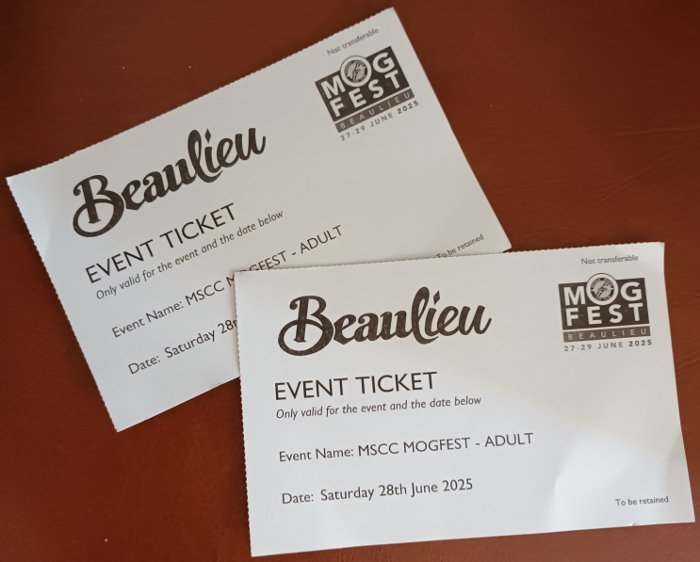 Not transferable
MOG
FEST
BEAULIEU
27-29 JUNE 2025
Beaulieu
EVENT TICKET
Only valid for the event and the date below
Event Name: MSCC MOGFEST - ADULT
Date: Saturday 28th
To be retained
Not transferable
MOG
FEST
BEAULIEU
27-29 JUNE 2025
Beaulieu
EVENT TICKET
Only valid for the event and the date below
Event Name: MSCC MOGFEST - ADULT
Date: Saturday 28th June 2025
To be retained